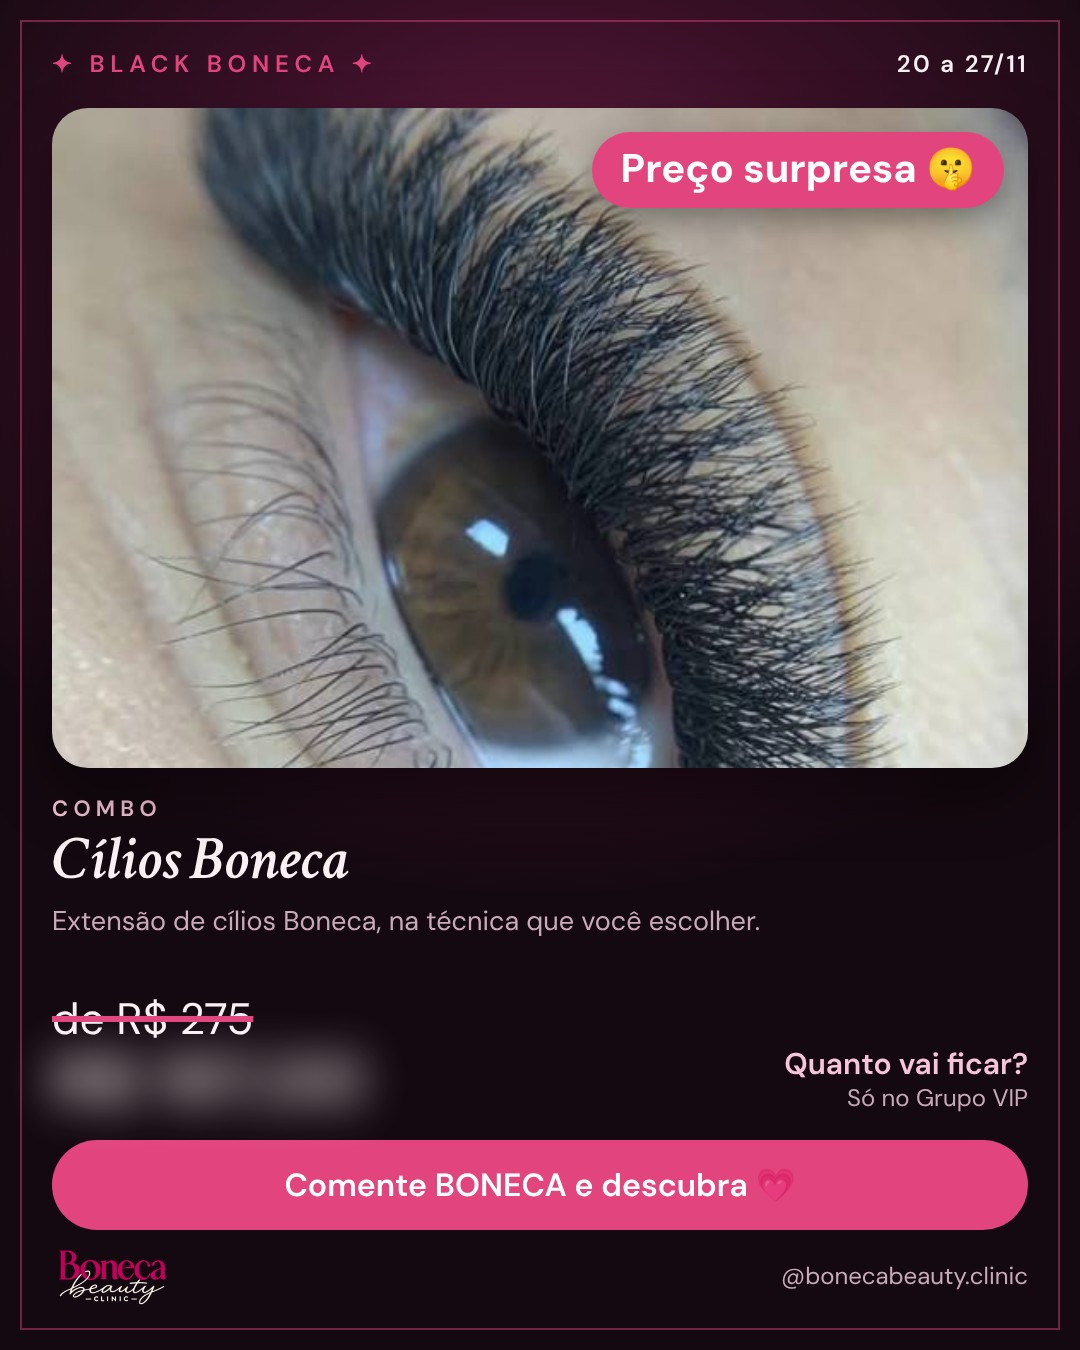 ✦ BLACK BONECA ✦
20 a 27/11
Preço surpresa 🤫
COMBO
Cílios Boneca
Extensão de cílios Boneca, na técnica que você escolher.
de R$ 275
Quanto vai ficar?
Só no Grupo VIP
Comente BONECA e descubra 💗
Boneca
beauty
CLINIC
@bonecabeauty.clinic